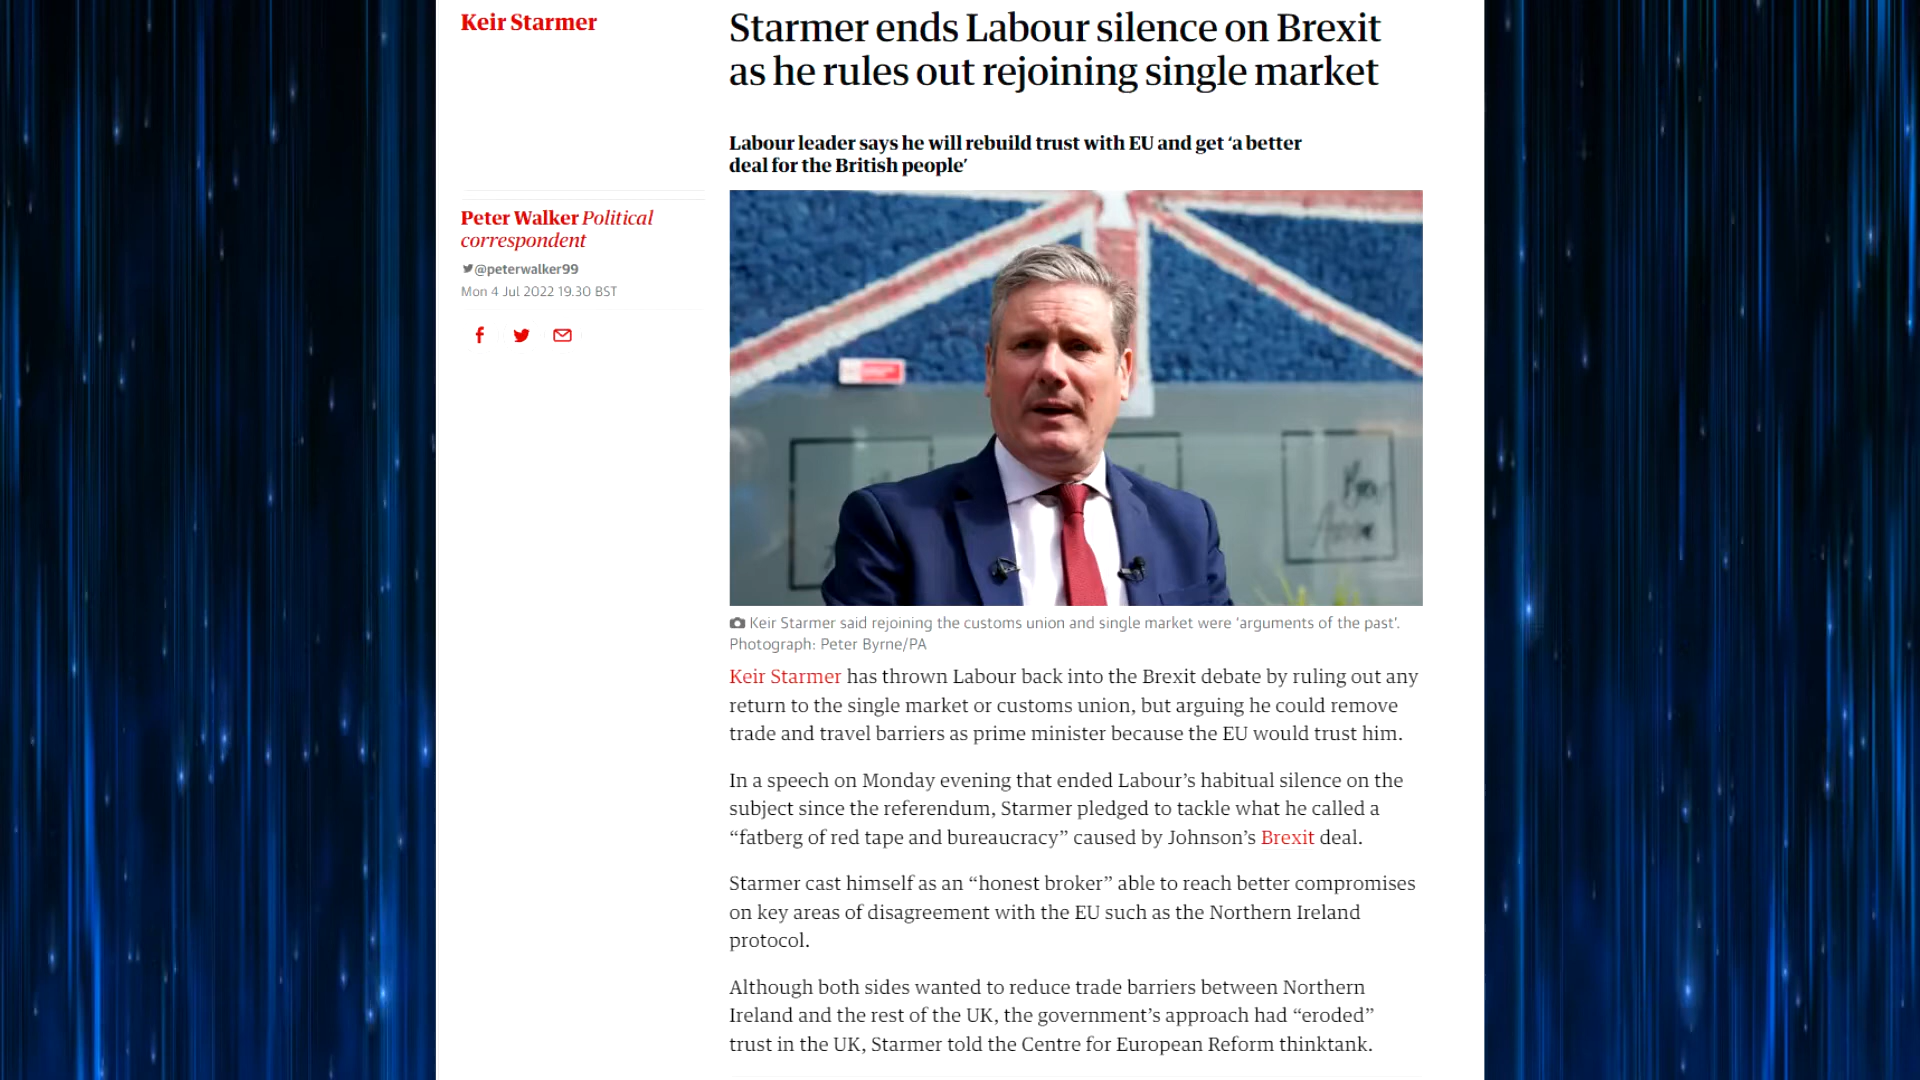 Keir Starmer
Starmer ends Labour silence on Brexit
as he rules out rejoining single market
Labour leader says he will rebuild trust with EU and get ‘a better
deal for the British people’
Peter Walker Political
correspondent
@peterwalker99
Mon 4 Jul 2022 19.30 BST
Keir Starmer said rejoining the customs union and single market were ‘arguments of the past’.
Photograph: Peter Byrne/PA
Keir Starmer has thrown Labour back into the Brexit debate by ruling out any
return to the single market or customs union, but arguing he could remove
trade and travel barriers as prime minister because the EU would trust him.
In a speech on Monday evening that ended Labour’s habitual silence on the
subject since the referendum, Starmer pledged to tackle what he called a
“fatberg of red tape and bureaucracy” caused by Johnson’s Brexit deal.
Starmer cast himself as an “honest broker” able to reach better compromises
on key areas of disagreement with the EU such as the Northern Ireland
protocol.
Although both sides wanted to reduce trade barriers between Northern
Ireland and the rest of the UK, the government’s approach had “eroded”
trust in the UK, Starmer told the Centre for European Reform thinktank.